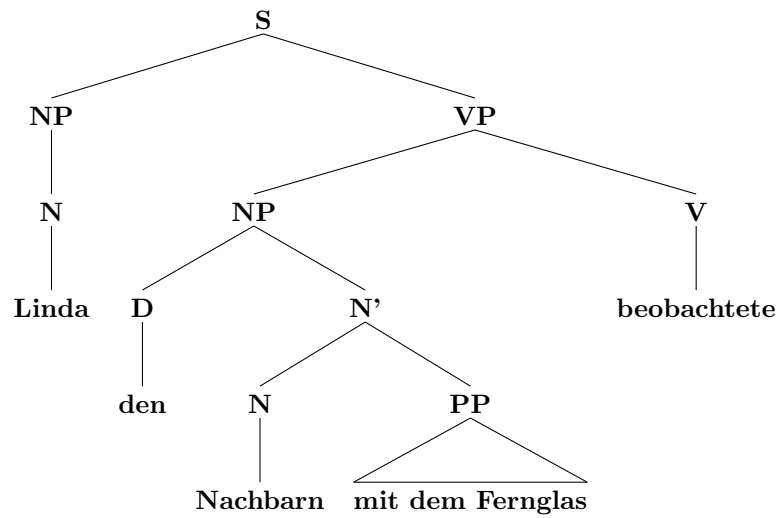 S
NP VP
N NP V
Linda D N’ beobachtete
den N PP
Nachbarn mit dem Fernglas